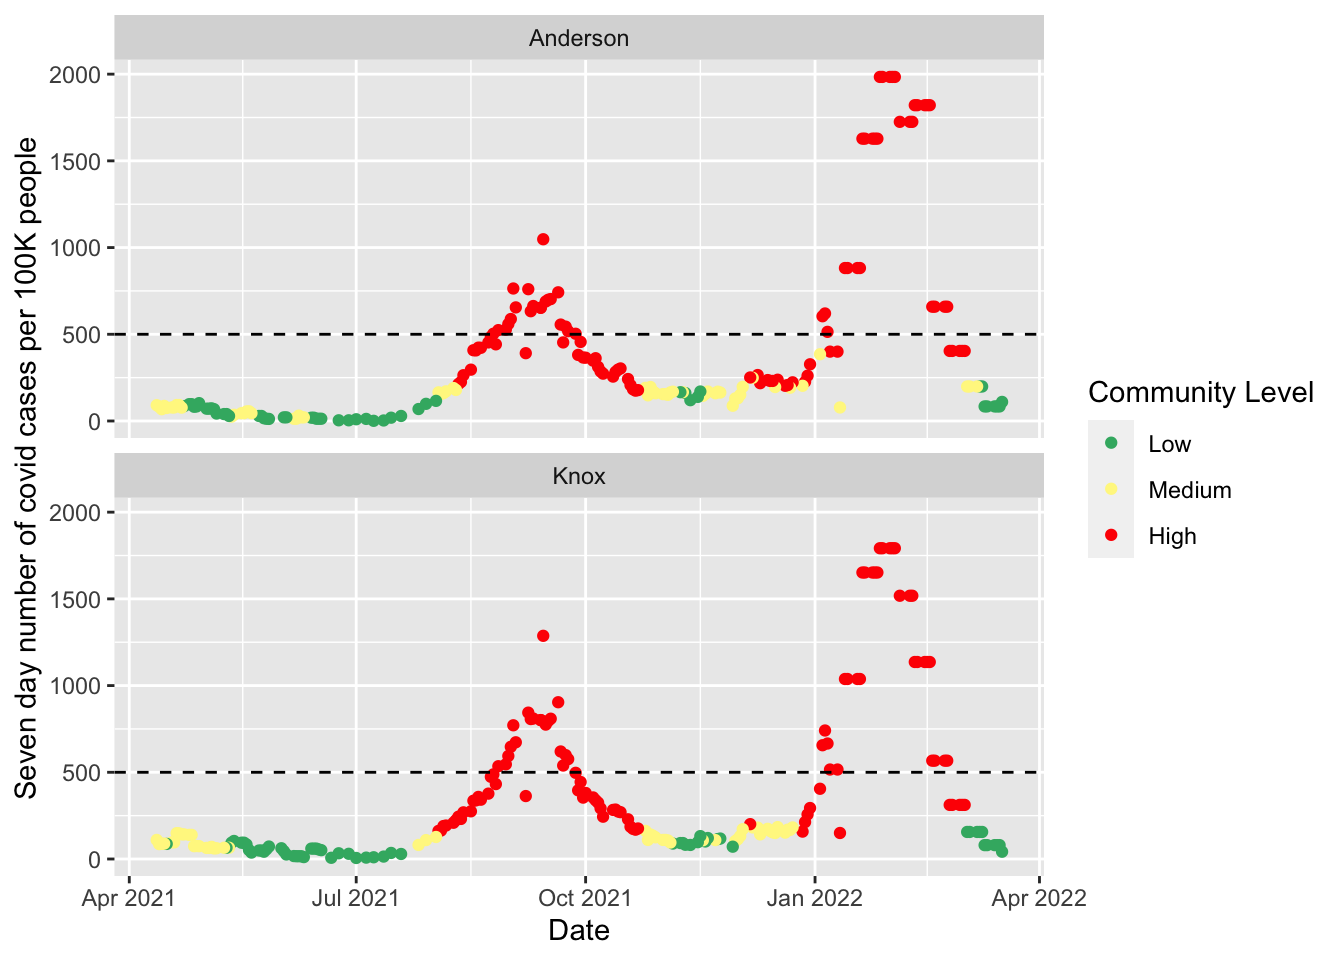 Anderson
2000
1500
1000
500
0
Knox
2000
1500
1000
500
0
Apr 2021
Jul 2021
Oct 2021
Jan 2022
Apr 2022
Date
Seven day number of covid cases per 100K people
Community Level
Low
Medium
High